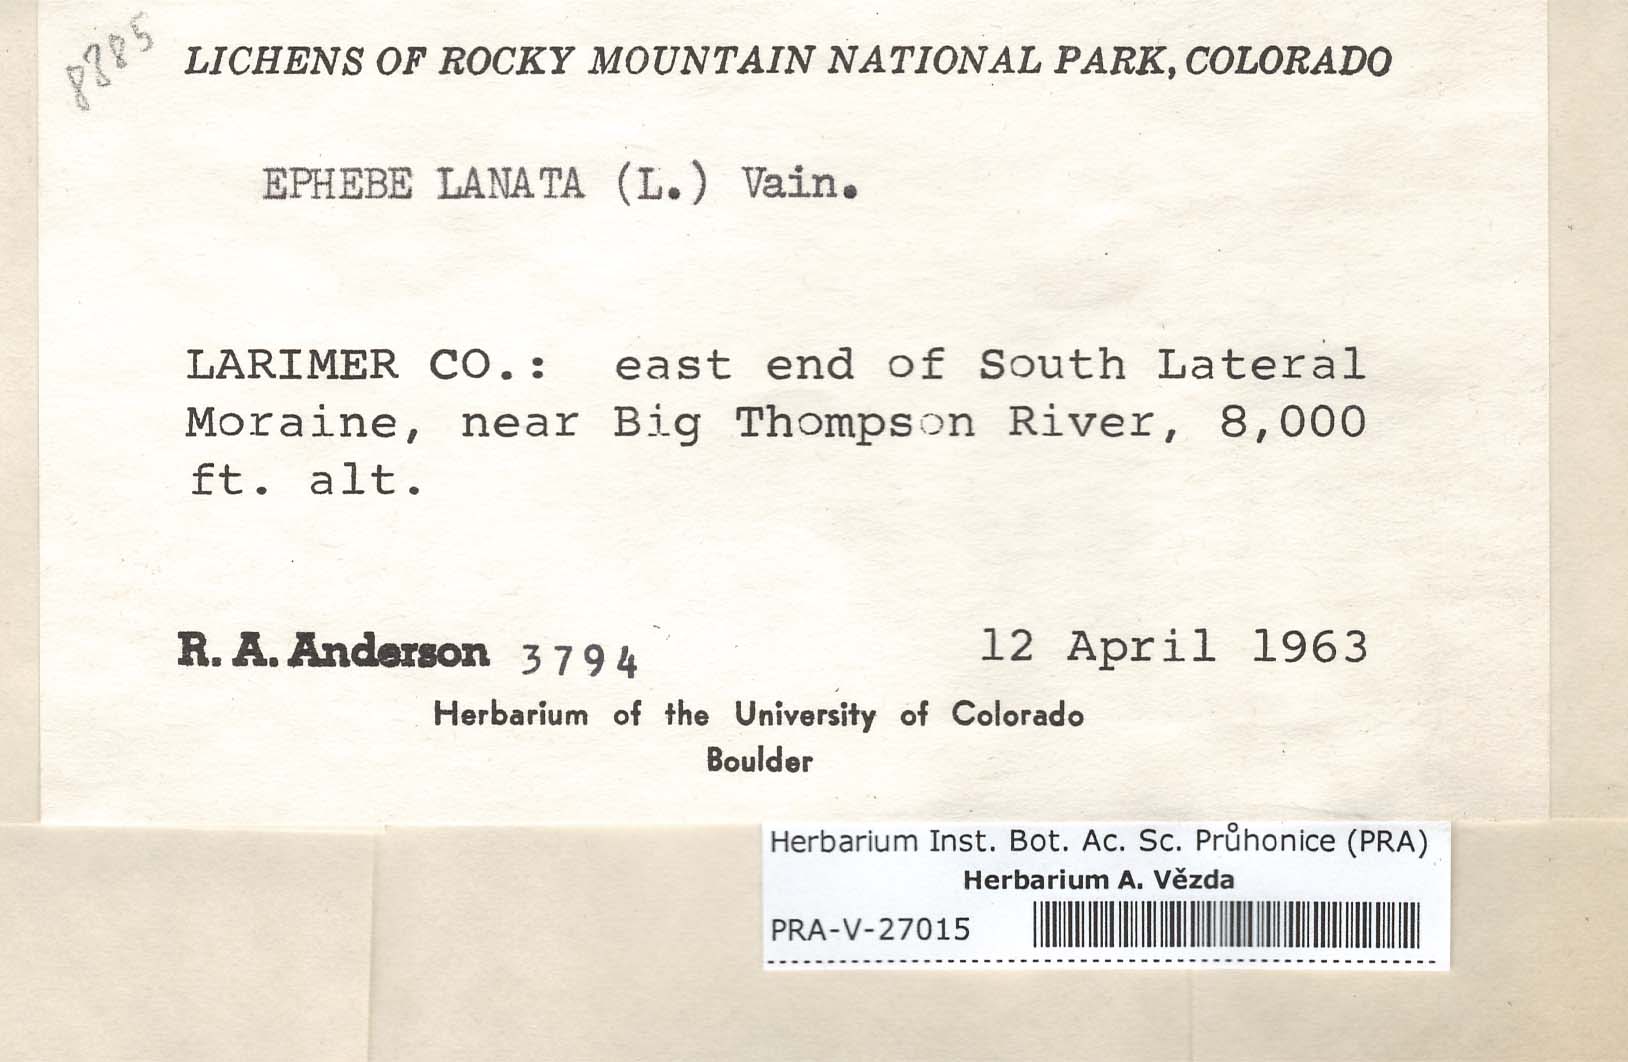 8885
LICHENS OF ROCKY MOUNTAIN NATIONAL PARK, COLORADO
EPHEBE LANATA (L.) Vain.
LARIMER CO.: east end of South Lateral
Moraine, near Big Thompson River, 8,000
ft. alt.
R. A. Anderson 3794 12 April 1963
Herbarium of the University of Colorado
Boulder
Herbarium Inst. Bot. Ac. Sc. Průhonice (PRA)
Herbarium A. Vězda
PRA-V-27015